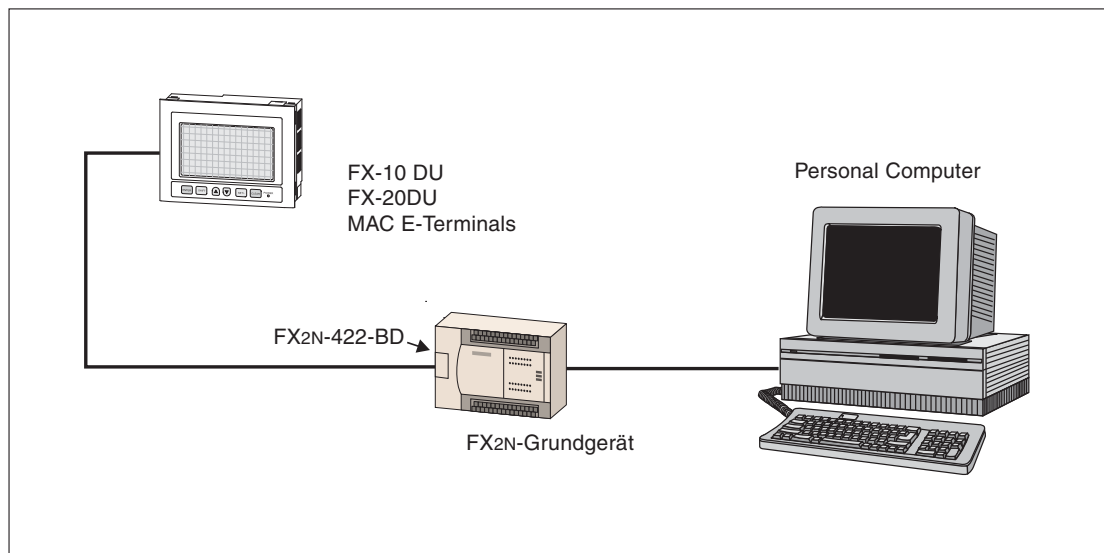 FX-10 DU
FX-20DU
MAC E-Terminals
Personal Computer
FX2N-422-BD
FX2N-Grundgerät